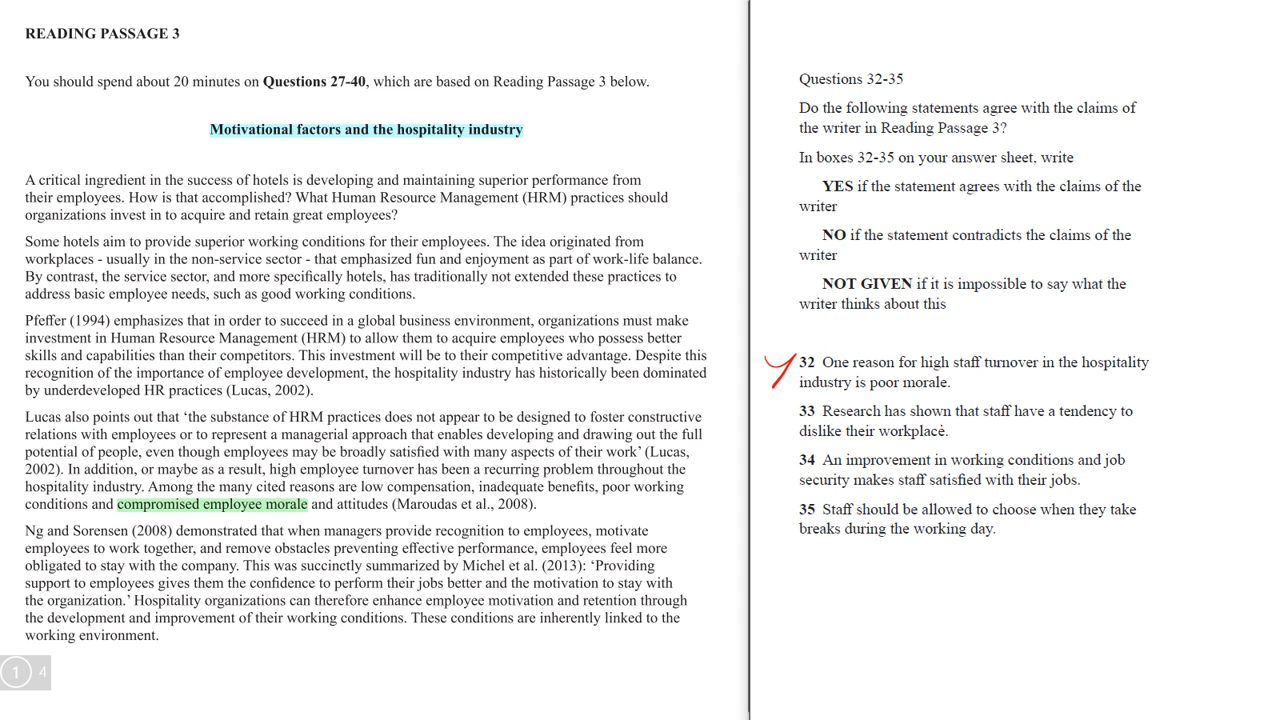 READING PASSAGE 3
You should spend about 20 minutes on Questions 27-40, which are based on Reading Passage 3 below.
Motivational factors and the hospitality industry
A critical ingredient in the success of hotels is developing and maintaining superior performance from
their employees. How is that accomplished? What Human Resource Management (HRM) practices should
organizations invest in to acquire and retain great employees?
Some hotels aim to provide superior working conditions for their employees. The idea originated from
workplaces - usually in the non-service sector - that emphasized fun and enjoyment as part of work-life balance.
By contrast, the service sector, and more specifically hotels, has traditionally not extended these practices to
address basic employee needs, such as good working conditions.
Pfeffer (1994) emphasizes that in order to succeed in a global business environment, organizations must make
investment in Human Resource Management (HRM) to allow them to acquire employees who possess better
skills and capabilities than their competitors. This investment will be to their competitive advantage. Despite this
recognition of the importance of employee development, the hospitality industry has historically been dominated
by underdeveloped HR practices (Lucas, 2002).
Lucas also points out that ‘the substance of HRM practices does not appear to be designed to foster constructive
relations with employees or to represent a managerial approach that enables developing and drawing out the full
potential of people, even though employees may be broadly satisfied with many aspects of their work’ (Lucas,
2002). In addition, or maybe as a result, high employee turnover has been a recurring problem throughout the
hospitality industry. Among the many cited reasons are low compensation, inadequate benefits, poor working
conditions and compromised employee morale and attitudes (Maroudas et al., 2008).
Ng and Sorensen (2008) demonstrated that when managers provide recognition to employees, motivate
employees to work together, and remove obstacles preventing effective performance, employees feel more
obligated to stay with the company. This was succinctly summarized by Michel et al. (2013): ‘Providing
support to employees gives them the confidence to perform their jobs better and the motivation to stay with
the organization.’ Hospitality organizations can therefore enhance employee motivation and retention through
the development and improvement of their working conditions. These conditions are inherently linked to the
working environment.
1 4
Questions 32-35
Do the following statements agree with the claims of
the writer in Reading Passage 3?
In boxes 32-35 on your answer sheet, write
YES if the statement agrees with the claims of the
writer
NO if the statement contradicts the claims of the
writer
NOT GIVEN if it is impossible to say what the
writer thinks about this
Y 32 One reason for high staff turnover in the hospitality
industry is poor morale.
33 Research has shown that staff have a tendency to
dislike their workplace.
34 An improvement in working conditions and job
security makes staff satisfied with their jobs.
35 Staff should be allowed to choose when they take
breaks during the working day.